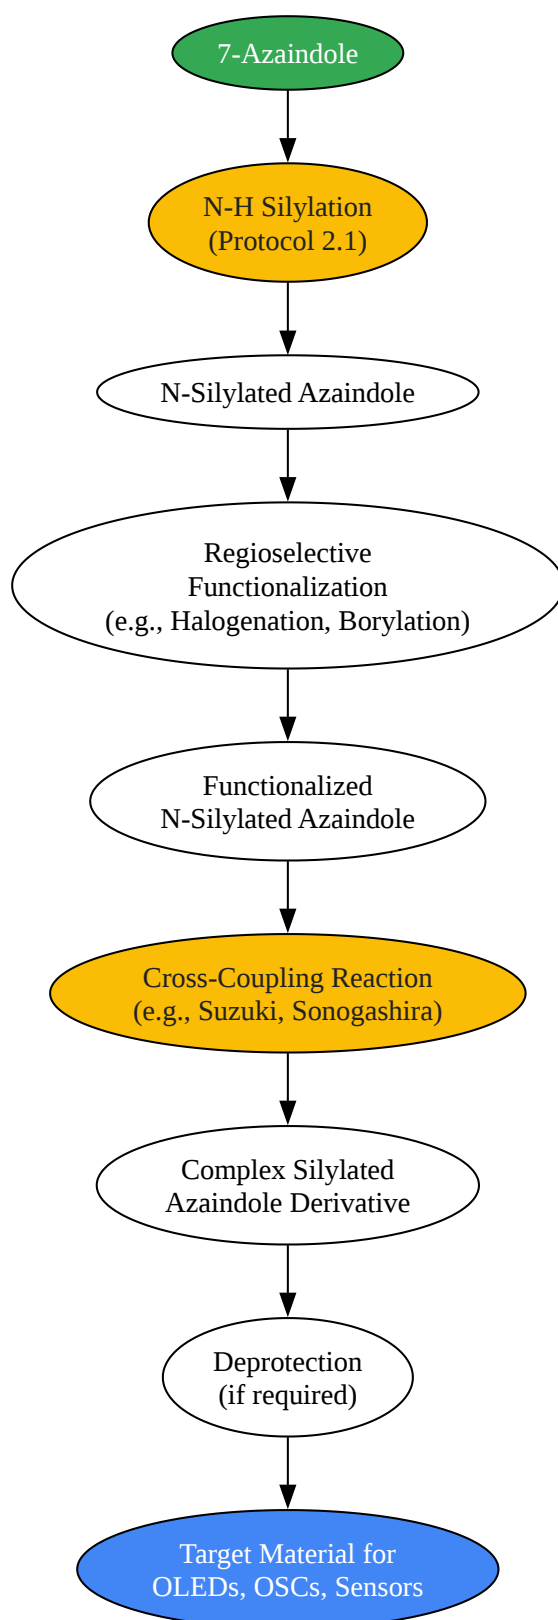 7-Azaindole
N-H Silylation
(Protocol 2.1)
N-Silylated Azaindole
Regioselective
Functionalization
(e.g., Halogenation, Borylation)
Functionalized
N-Silylated Azaindole
Cross-Coupling Reaction
(e.g., Suzuki, Sonogashira)
Complex Silylated
Azaindole Derivative
Deprotection
(if required)
Target Material for
OLEDs, OSCs, Sensors